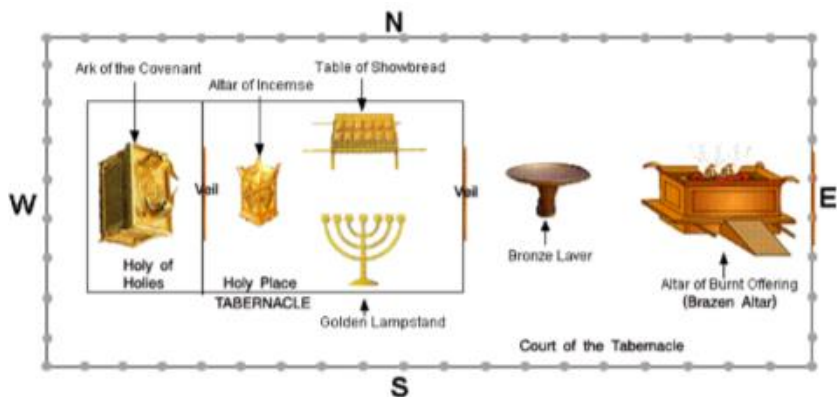 N
Ark of the Covenant
Altar of Incense
Table of Showbread
W
Veil
Veil
E
Holy of
Holies
Holy Place
TABERNACLE
Golden Lampstand
Bronze Laver
Altar of Burnt Offering
(Brazen Altar)
Court of the Tabernacle
S